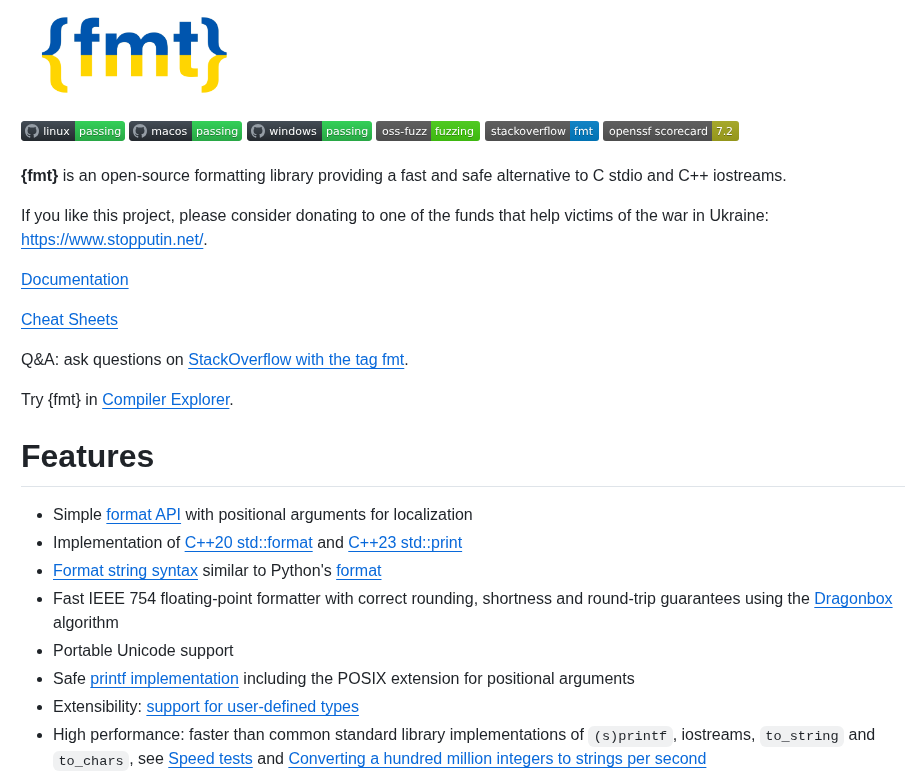 {fmt}
linux passing macos passing windows passing oss-fuzz fuzzing stackoverflow fmt openssf scorecard 7.2
{fmt} is an open-source formatting library providing a fast and safe alternative to C stdio and C++ iostreams.
If you like this project, please consider donating to one of the funds that help victims of the war in Ukraine:
https://www.stopputin.net/.
Documentation
Cheat Sheets
Q&A: ask questions on StackOverflow with the tag fmt.
Try {fmt} in Compiler Explorer.
Features
• Simple format API with positional arguments for localization
• Implementation of C++20 std::format and C++23 std::print
• Format string syntax similar to Python's format
• Fast IEEE 754 floating-point formatter with correct rounding, shortness and round-trip guarantees using the Dragonbox
algorithm
• Portable Unicode support
• Safe printf implementation including the POSIX extension for positional arguments
• Extensibility: support for user-defined types
• High performance: faster than common standard library implementations of (s)printf, iostreams, to_string and
to_chars, see Speed tests and Converting a hundred million integers to strings per second